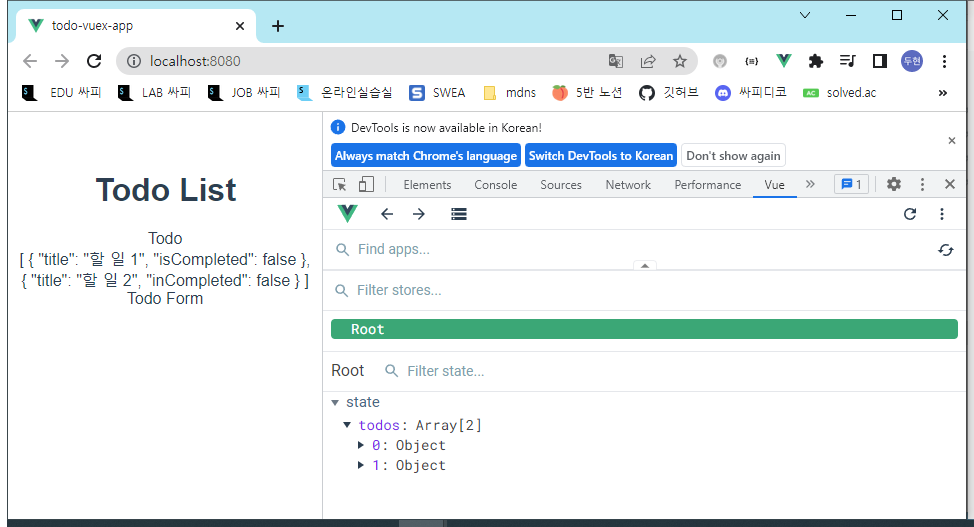 todo-vuex-app
localhost:8080
두현
EDU 싸피
LAB 싸피
JOB 싸피
온라인실습실
S SWEA
mdns
5반 노션
깃허브
싸피디코
AC solved.ac
»
Todo List
Todo
[ { "title": "할 일 1", "isCompleted": false },
{ "title": "할 일 2", "inCompleted": false } ]
Todo Form
DevTools is now available in Korean!
Always match Chrome's language
Switch DevTools to Korean
Don't show again
Elements
Console
Sources
Network
Performance
Vue
»
1
Find apps...
Filter stores...
Root
Root
Filter state...
state
todos: Array[2]
0: Object
1: Object